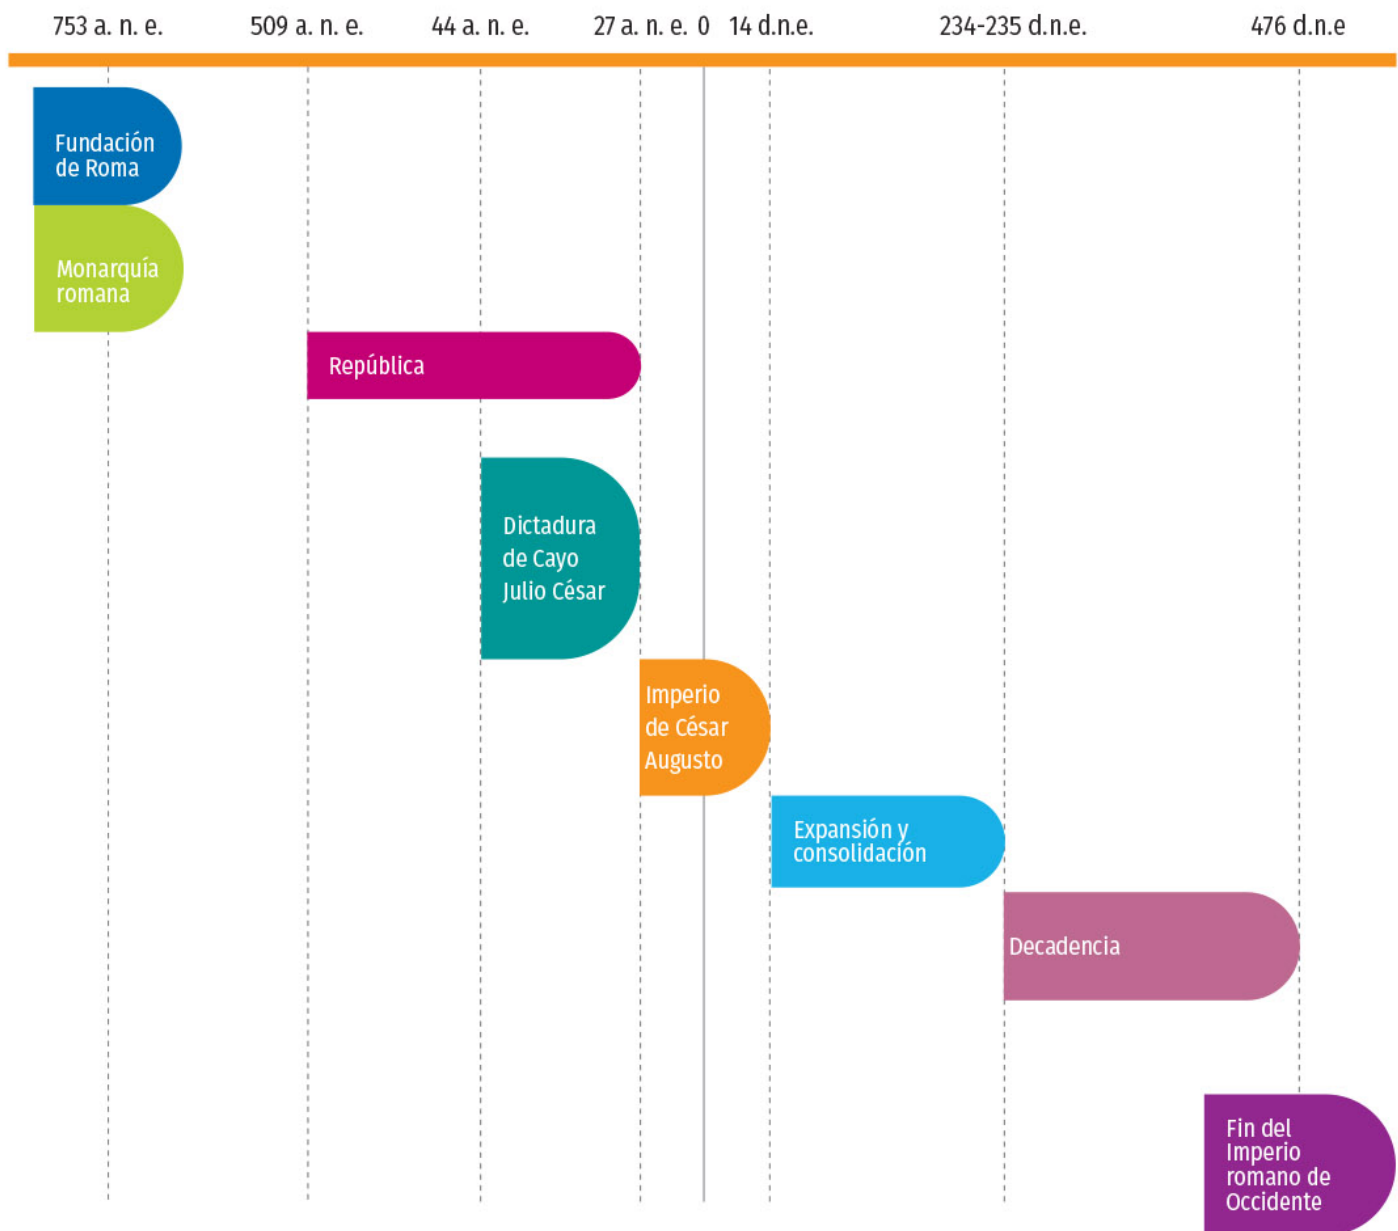 753 a. n. e. 509 a. n. e. 44 a. n. e. 27 a. n. e. 0 14 d.n.e. 234-235 d.n.e. 476 d.n.e
Fundación
de Roma
Monarquía
romana
República
Dictadura
de Cayo
Julio César
Imperio
de César
Augusto
Expansión y
consolidación
Decadencia
Fin del
Imperio
romano de
Occidente